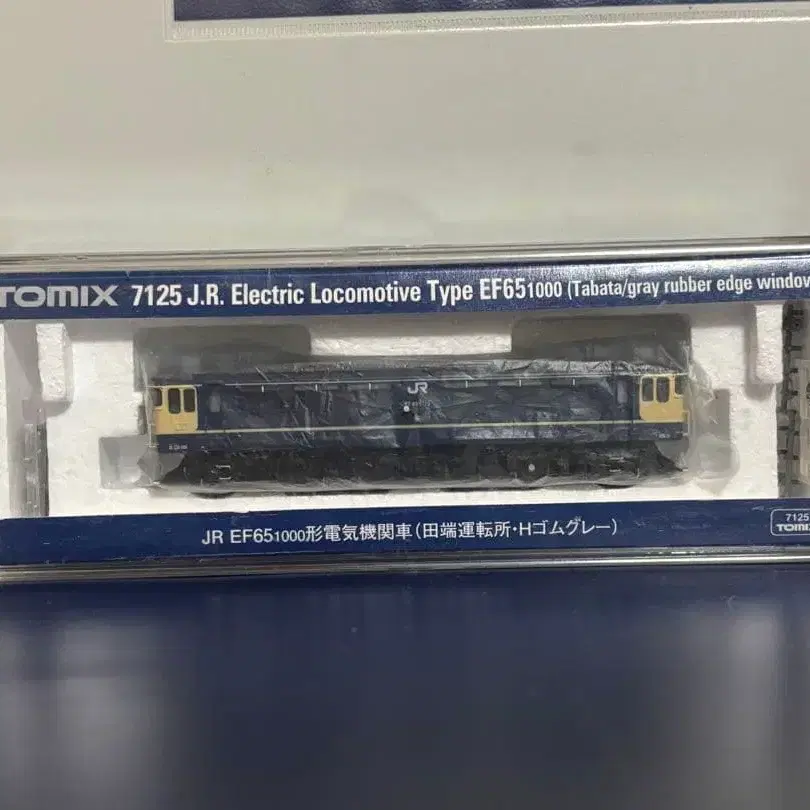 TOMIX 7125 J.R. Electric Locomotive Type EF651000 (Tabata/gray rubber edge window
JR
JR EF651000形電気機関車(田端運転所・Hゴムグレー)
7125
TOMIX